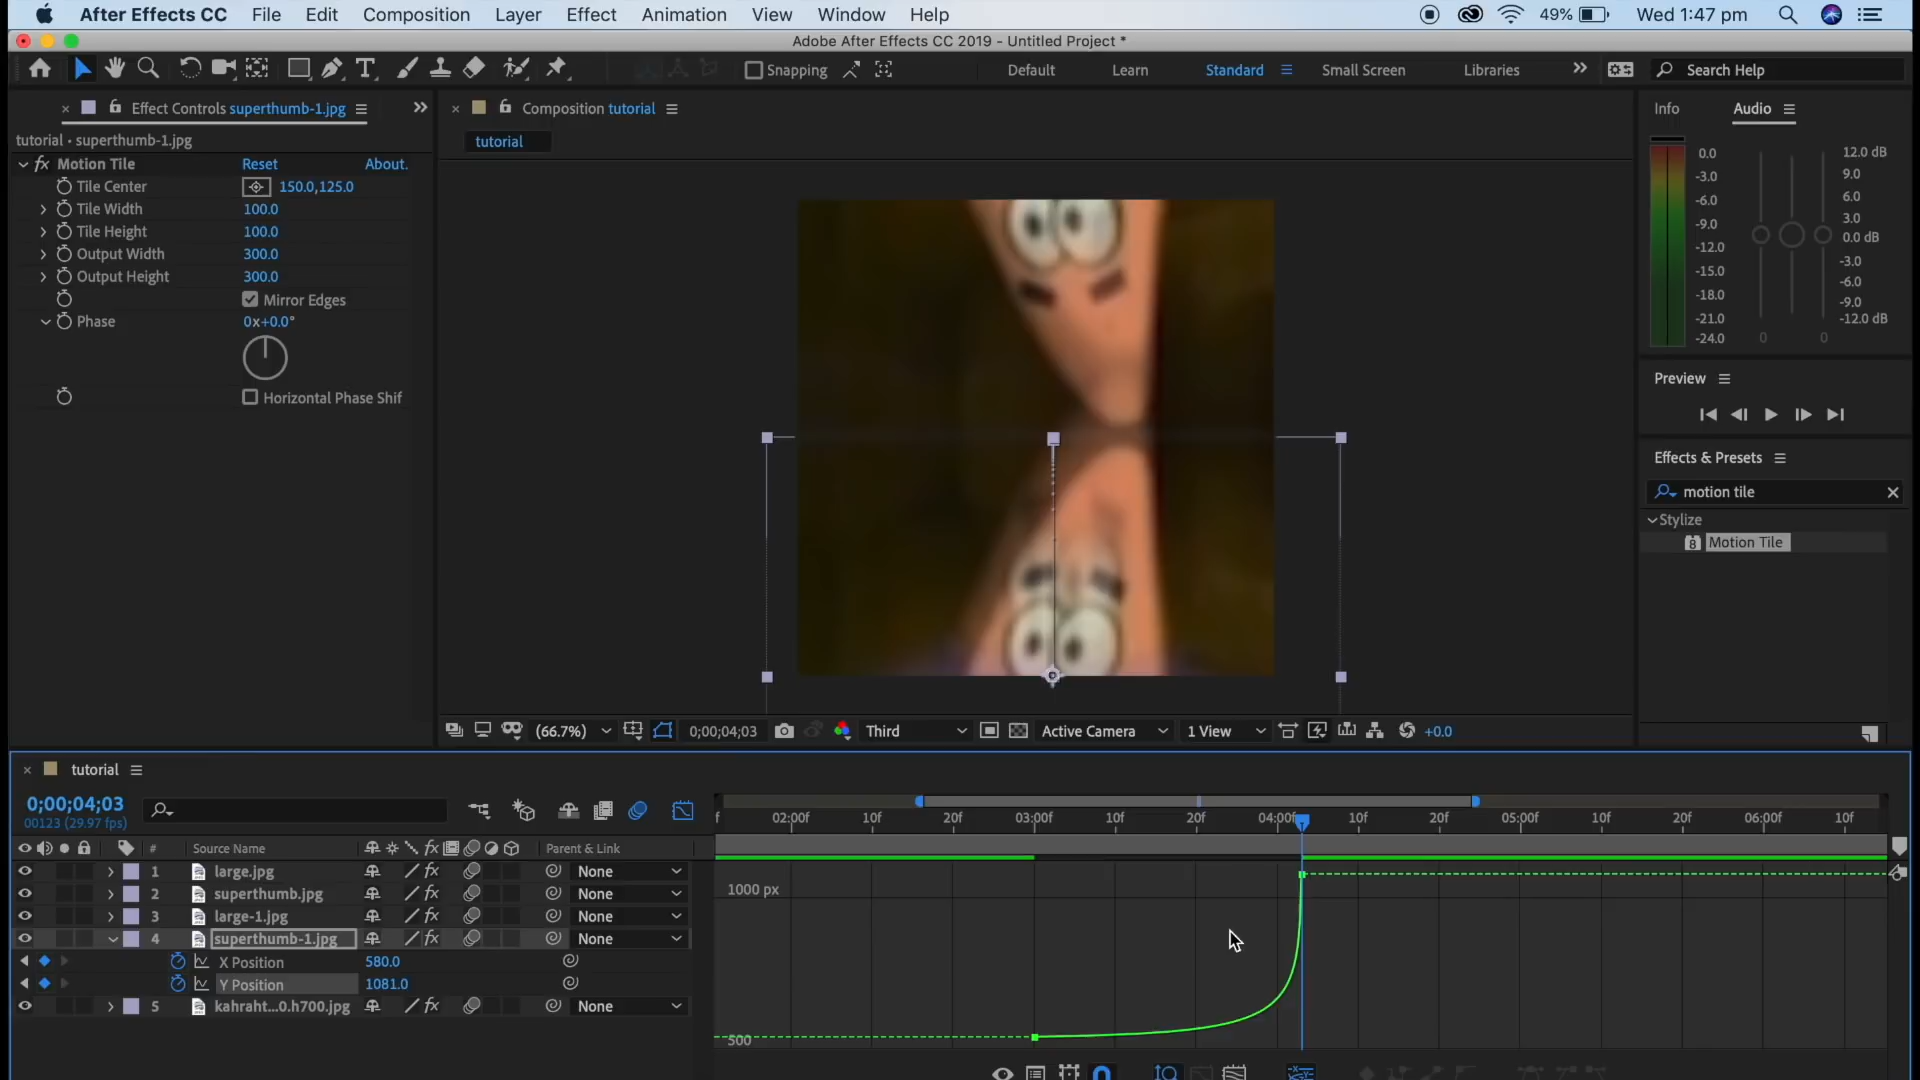 After Effects CC File Edit Composition Layer Effect Animation View Window Help 49% Wed 1:47 pm
Adobe After Effects CC 2019 - Untitled Project *
Snapping Default Learn Standard Small Screen Libraries Search Help
Effect Controls superthumb-1.jpg
Composition tutorial
Info Audio
tutorial • superthumb-1.jpg
tutorial
fx Motion Tile Reset About.
Tile Center 150.0,125.0
Tile Width 100.0
Tile Height 100.0
Output Width 300.0
Output Height 300.0
Mirror Edges
Phase 0x+0.0°
Horizontal Phase Shif
0.0
-3.0
-6.0
-9.0
-12.0
-15.0
-18.0
-21.0
-24.0
12.0 dB
9.0
6.0
3.0
0.0 dB
-3.0
-6.0
-9.0
-12.0 dB
0 0
Preview
Effects & Presets
motion tile
Stylize
8 Motion Tile
(66.7%) 0;00;04;03 Third Active Camera 1 View +0.0
tutorial
0;00;04;03
00123 (29.97 fps)
f 02:00f 10f 20f 03:00f 10f 20f 04:00f 10f 20f 05:00f 10f 20f 06:00f 10f
# Source Name fx Parent & Link
1 large.jpg fx None
2 superthumb.jpg fx None
3 large-1.jpg fx None
4 superthumb-1.jpg fx None
X Position 580.0
Y Position 1081.0
5 kahraht...0.h700.jpg fx None
1000 px
500